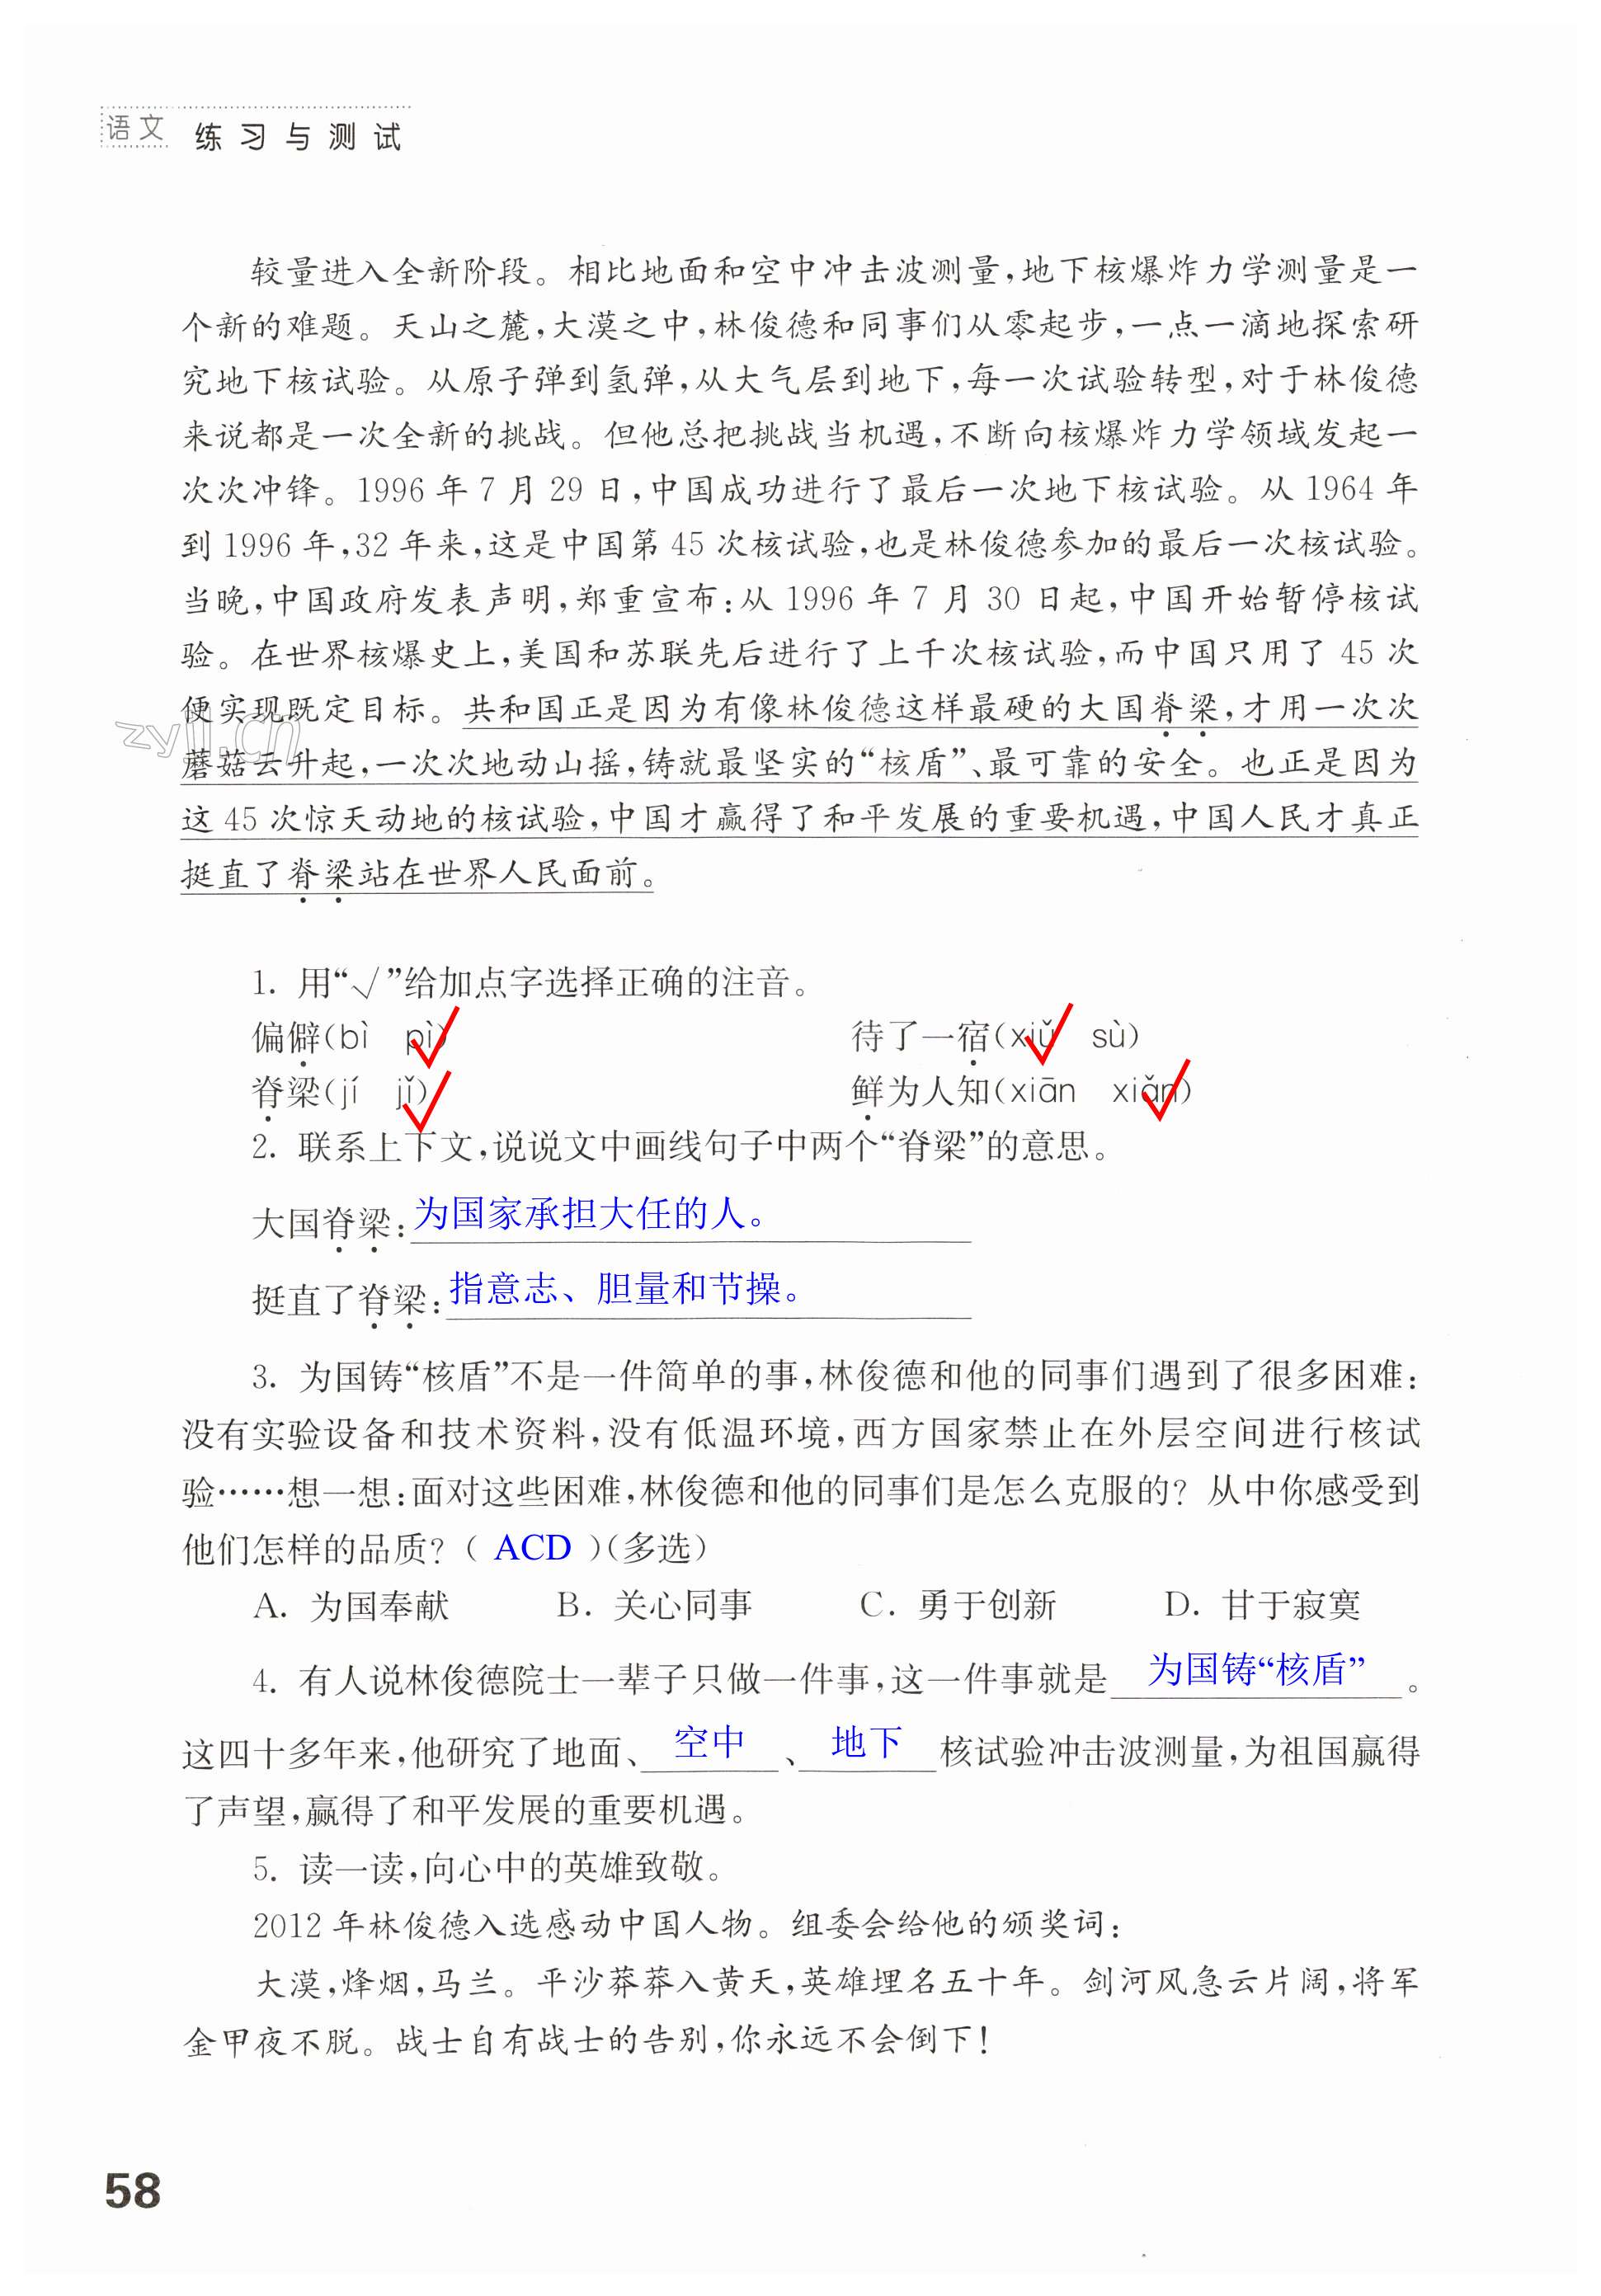 语文 练习与测试
较量进入全新阶段。相比地面和空中冲击波测量,地下核爆炸力学测量是一
个新的难题。天山之麓,大漠之中,林俊德和同事们从零起步,一点一滴地探索研
究地下核试验。从原子弹到氢弹,从大气层到地下,每一次试验转型,对于林俊德
来说都是一次全新的挑战。但他总把挑战当机遇,不断向核爆炸力学领域发起一
次次冲锋。1996 年 7 月 29 日,中国成功进行了最后一次地下核试验。从 1964 年
到 1996 年,32 年来,这是中国第 45 次核试验,也是林俊德参加的最后一次核试验。
当晚,中国政府发表声明,郑重宣布:从 1996 年 7 月 30 日起,中国开始暂停核试
验。在世界核爆史上,美国和苏联先后进行了上千次核试验,而中国只用了 45 次
便实现既定目标。共和国正是因为有像林俊德这样最硬的大国脊梁,才用一次次
蘑菇云升起,一次次地动山摇,铸就最坚实的“核盾”、最可靠的安全。也正是因为
这 45 次惊天动地的核试验,中国才赢得了和平发展的重要机遇,中国人民才真正
挺直了脊梁站在世界人民面前。
zyjl.cn
1. 用“√”给加点字选择正确的注音。
偏僻(bì pì)√ 待了一宿(xiǔ√ sù)
脊梁(jí jǐ)√ 鲜为人知(xiān xiǎn)√
2. 联系上下文,说说文中画线句子中两个“脊梁”的意思。
大国脊梁:为国家承担大任的人。
挺直了脊梁:指意志、胆量和节操。
3. 为国铸“核盾”不是一件简单的事,林俊德和他的同事们遇到了很多困难:
没有实验设备和技术资料,没有低温环境,西方国家禁止在外层空间进行核试
验……想一想:面对这些困难,林俊德和他的同事们是怎么克服的? 从中你感受到
他们怎样的品质?( ACD )(多选)
A. 为国奉献 B. 关心同事 C. 勇于创新 D. 甘于寂寞
4. 有人说林俊德院士一辈子只做一件事,这一件事就是 为国铸“核盾” 。
这四十多年来,他研究了地面、 空中 、 地下 核试验冲击波测量,为祖国赢得
了声望,赢得了和平发展的重要机遇。
5. 读一读,向心中的英雄致敬。
2012 年林俊德入选感动中国人物。组委会给他的颁奖词:
大漠,烽烟,马兰。平沙莽莽入黄天,英雄埋名五十年。剑河风急云片阔,将军
金甲夜不脱。战士自有战士的告别,你永远不会倒下!
58